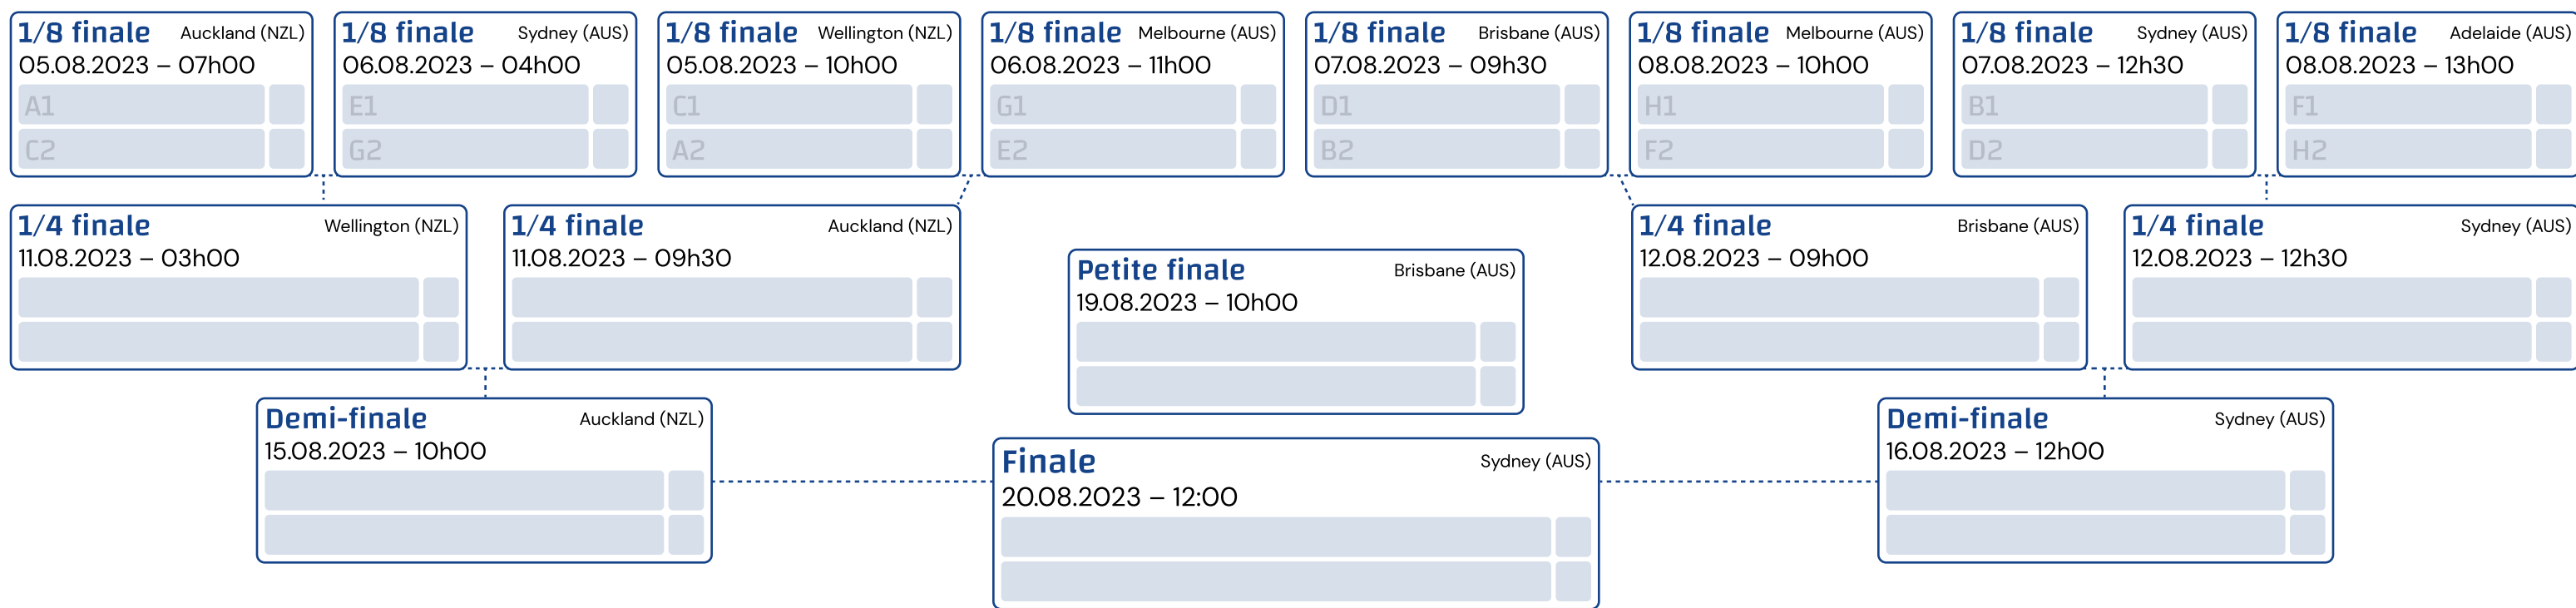 1/8 finale Auckland (NZL)
05.08.2023 – 07h00
A1
C2
1/8 finale Sydney (AUS)
06.08.2023 – 04h00
E1
G2
1/8 finale Wellington (NZL)
05.08.2023 – 10h00
C1
A2
1/8 finale Melbourne (AUS)
06.08.2023 – 11h00
G1
E2
1/8 finale Brisbane (AUS)
07.08.2023 – 09h30
D1
B2
1/8 finale Melbourne (AUS)
08.08.2023 – 10h00
H1
F2
1/8 finale Sydney (AUS)
07.08.2023 – 12h30
B1
D2
1/8 finale Adelaide (AUS)
08.08.2023 – 13h00
F1
H2
1/4 finale Wellington (NZL)
11.08.2023 – 03h00
1/4 finale Auckland (NZL)
11.08.2023 – 09h30
Petite finale Brisbane (AUS)
19.08.2023 – 10h00
1/4 finale Brisbane (AUS)
12.08.2023 – 09h00
1/4 finale Sydney (AUS)
12.08.2023 – 12h30
Demi-finale Auckland (NZL)
15.08.2023 – 10h00
Finale Sydney (AUS)
20.08.2023 – 12:00
Demi-finale Sydney (AUS)
16.08.2023 – 12h00